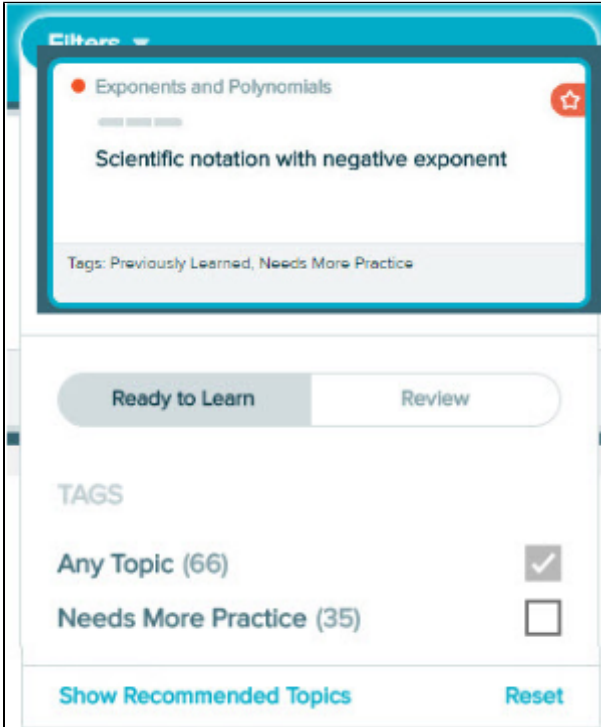 Filters
Exponents and Polynomials
Scientific notation with negative exponent
Tags: Previously Learned, Needs More Practice
Ready to Learn
Review
TAGS
Any Topic (66)
Needs More Practice (35)
Show Recommended Topics
Reset